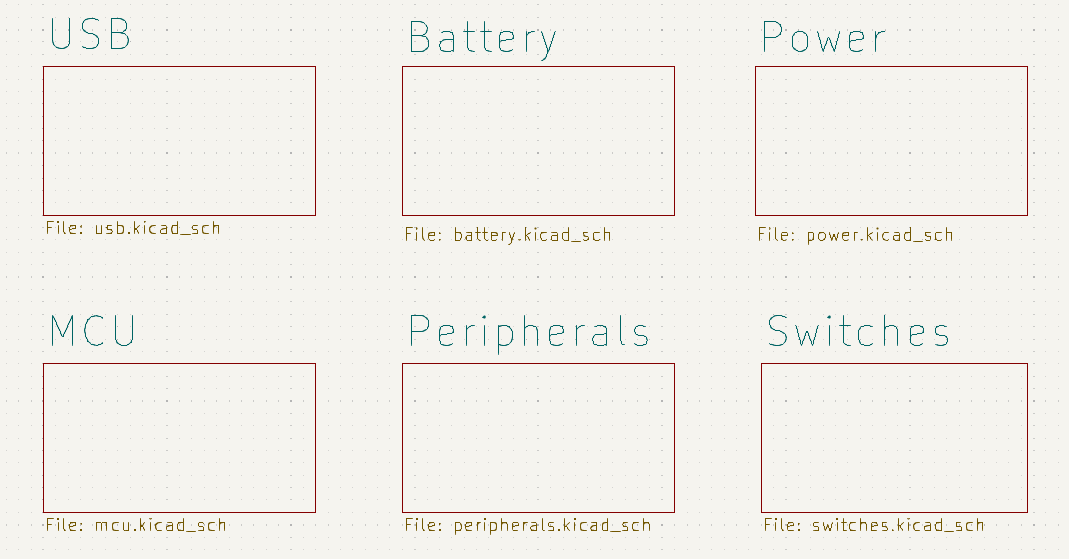 USB
Battery
Power
File: usb.kicad_sch
File: battery.kicad_sch
File: power.kicad_sch
MCU
Peripherals
Switches
File: mcu.kicad_sch
File: peripherals.kicad_sch
File: switches.kicad_sch